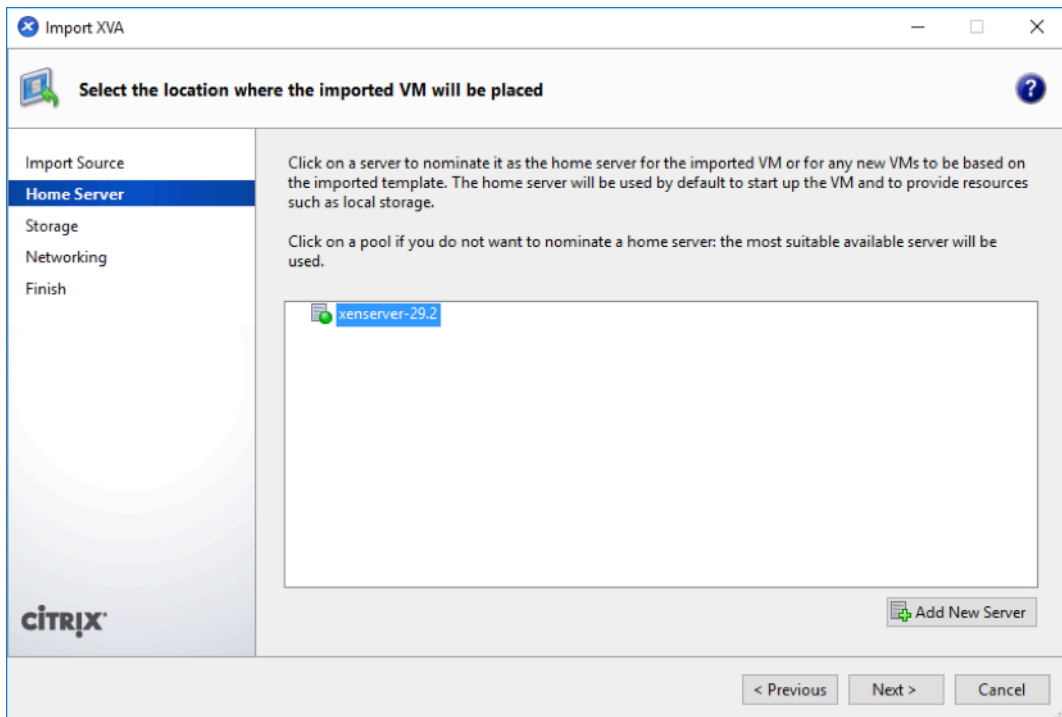 Import XVA
Select the location where the imported VM will be placed
?
Import Source
Home Server
Storage
Networking
Finish
Click on a server to nominate it as the home server for the imported VM or for any new VMs to be based on
the imported template. The home server will be used by default to start up the VM and to provide resources
such as local storage.
Click on a pool if you do not want to nominate a home server: the most suitable available server will be
used.
xenserver-29.2
CİTRIX
Add New Server
< Previous
Next >
Cancel